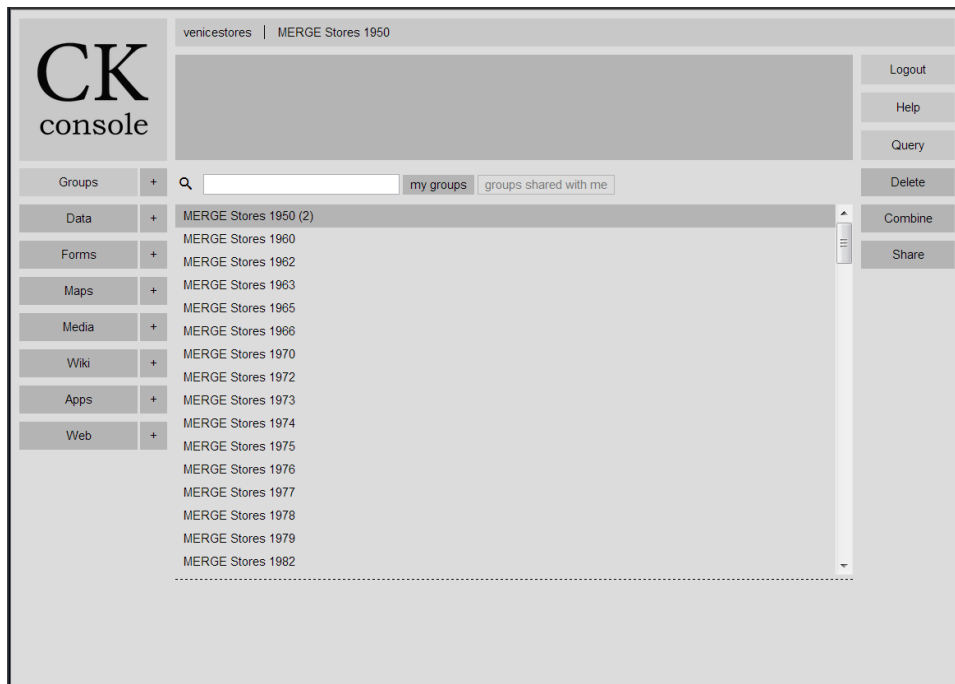 CK
console
venicestores | MERGE Stores 1950
Logout
Help
Query
Delete
Combine
Share
Groups +
Data +
Forms +
Maps +
Media +
Wiki +
Apps +
Web +
my groups groups shared with me
MERGE Stores 1950 (2)
MERGE Stores 1960
MERGE Stores 1962
MERGE Stores 1963
MERGE Stores 1965
MERGE Stores 1966
MERGE Stores 1970
MERGE Stores 1972
MERGE Stores 1973
MERGE Stores 1974
MERGE Stores 1975
MERGE Stores 1976
MERGE Stores 1977
MERGE Stores 1978
MERGE Stores 1979
MERGE Stores 1982